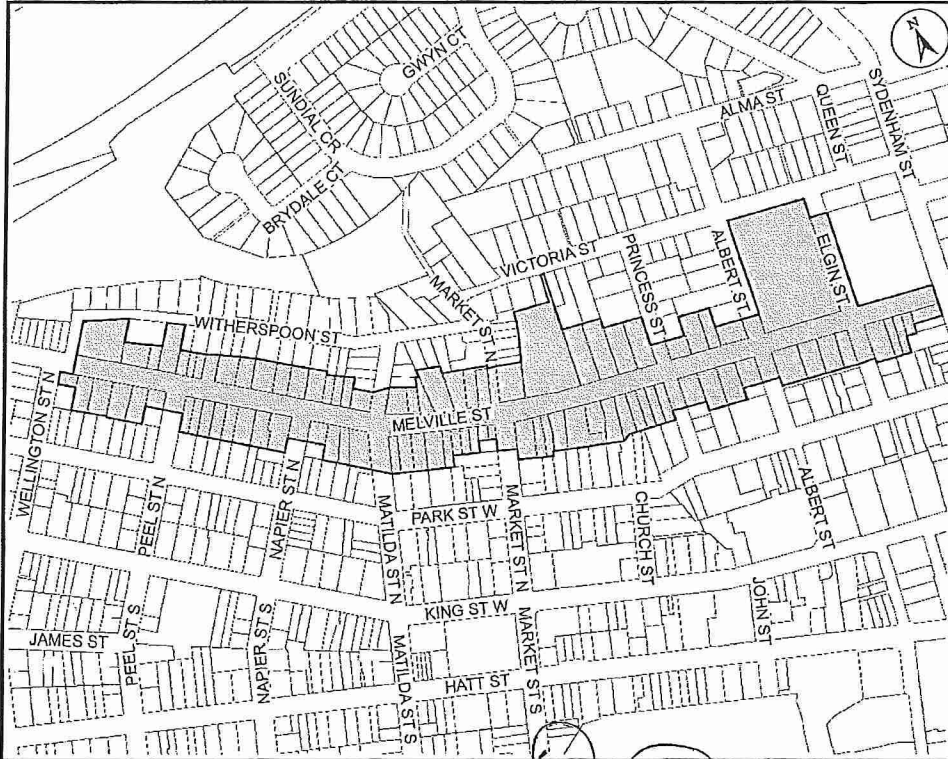 N
GWYN CT
SUNDIAL CR
SYDENHAM ST
QUEEN ST
ALMA ST
BRYDALE CT
VICTORIA ST
PRINCESS ST
ALBERT ST
ELGIN ST
MARKET ST N
WITHERSPOON ST
MELVILLE ST
WELLINGTON ST N
PEEL ST N
NAPIER ST N
MATILDA ST N
PARK ST W
MARKET ST N
CHURCH ST
ALBERT ST
KING ST W
JOHN ST
JAMES ST
PEEL ST S
NAPIER ST S
MATILDA ST S
MARKET ST S
HATT ST